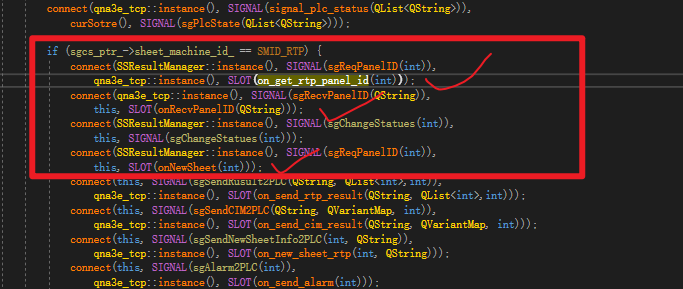 connect(qna3e_tcp::instance(), SIGNAL(signal_plc_status(QList<QString>)),
curSotre(), SIGNAL(sgPlcState(QList<QString>)));
if (sgcs_ptr_->sheet_machine_id_ == SMID_RTP) {
connect(SSResultManager::instance(), SIGNAL(sgReqPanelID(int)),
qna3e_tcp::instance(), SLOT(on_get_rtp_panel_id(int)));
connect(qna3e_tcp::instance(), SIGNAL(sgRecvPanelID(QString)),
this, SLOT(onRecvPanelID(QString)));
connect(SSResultManager::instance(), SIGNAL(sgChangeStatues(int)),
this, SIGNAL(sgChangeStatues(int)));
connect(SSResultManager::instance(), SIGNAL(sgReqPanelID(int)),
this, SLOT(onNewSheet(int)));
connect(this, SIGNAL(sgSendRusult2PLC(QString, QList<int>,int)),
qna3e_tcp::instance(), SLOT(on_send_rtp_result(QString, QList<int>,int)));
connect(this, SIGNAL(sgSendCIM2PLC(QString, QVariantMap, int)),
qna3e_tcp::instance(), SLOT(on_send_cim_result(QString, QVariantMap, int)));
connect(this, SIGNAL(sgSendNewSheetInfo2PLC(int, QString)),
qna3e_tcp::instance(), SLOT(on_new_sheet_rtp(int, QString)));
connect(this, SIGNAL(sgAlarm2PLC(int)),
qna3e_tcp::instance(), SLOT(on_send_alarm(int)));